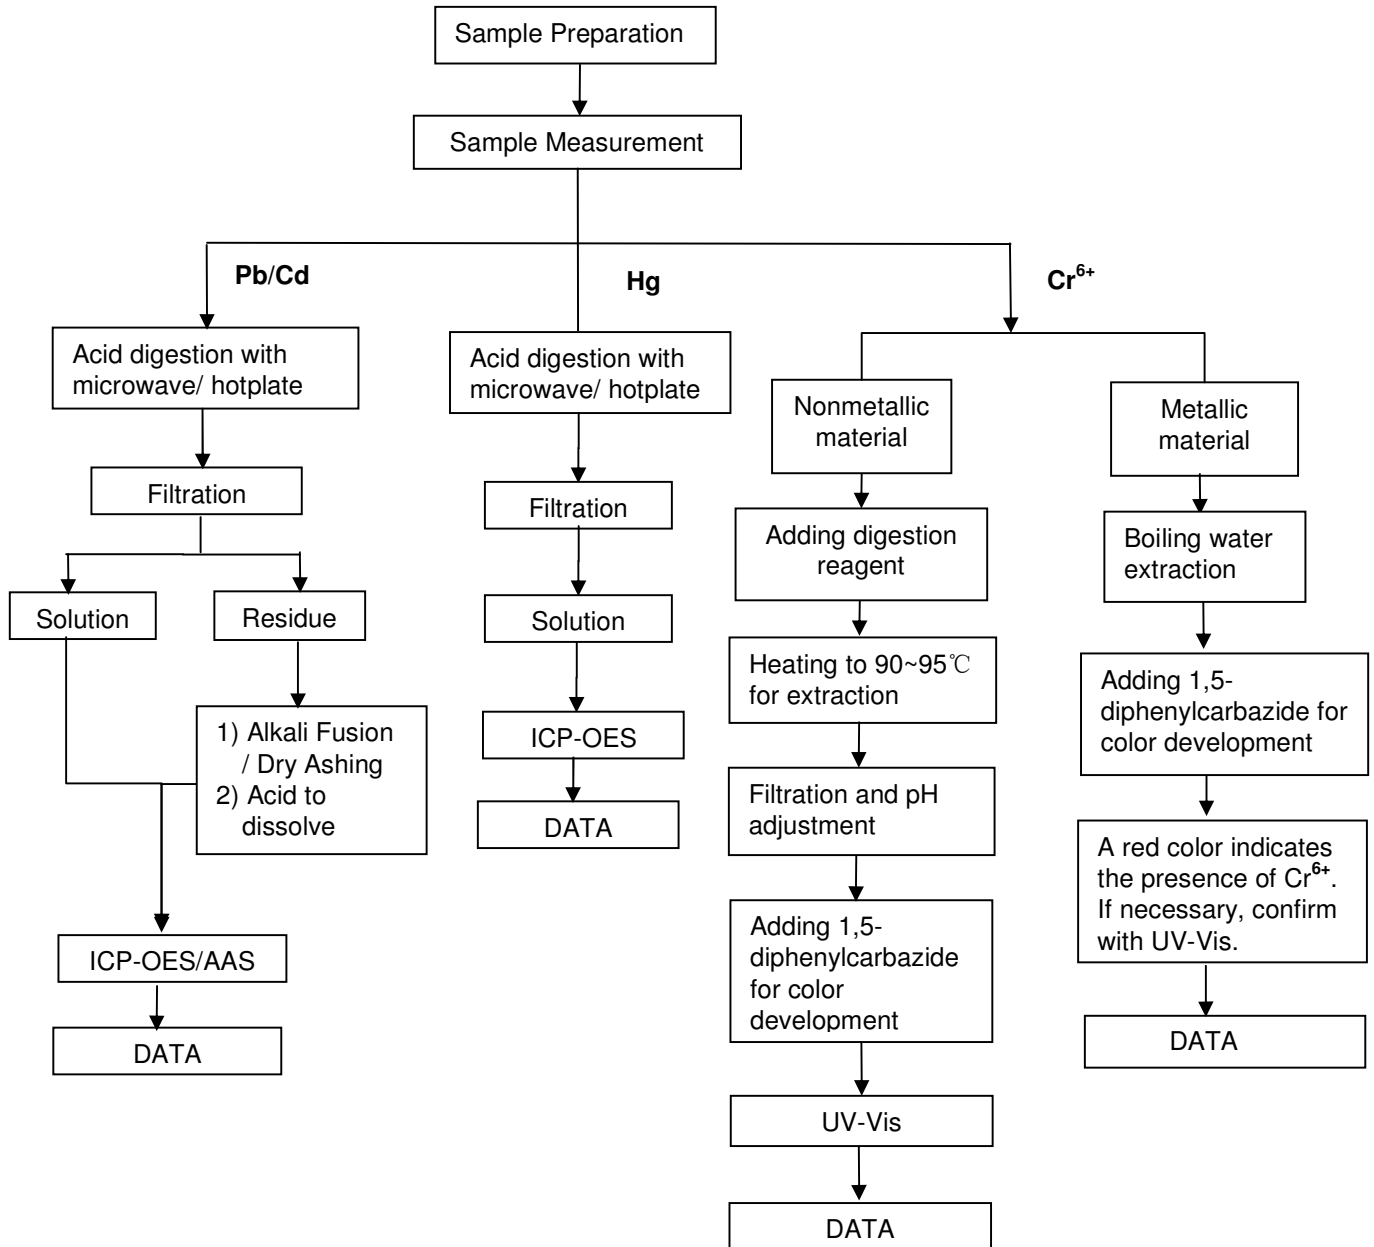 Sample Preparation
Sample Measurement
Pb/Cd
Hg
Cr⁶⁺
Acid digestion with
microwave/ hotplate
Filtration
Solution
Residue
1) Alkali Fusion
/ Dry Ashing
2) Acid to
dissolve
ICP-OES/AAS
DATA
Acid digestion with
microwave/ hotplate
Filtration
Solution
ICP-OES
DATA
Nonmetallic
material
Adding digestion
reagent
Heating to 90~95℃
for extraction
Filtration and pH
adjustment
Adding 1,5-
diphenylcarbazide
for color
development
UV-Vis
DATA
Metallic
material
Boiling water
extraction
Adding 1,5-
diphenylcarbazide for
color development
A red color indicates
the presence of Cr⁶⁺.
If necessary, confirm
with UV-Vis.
DATA